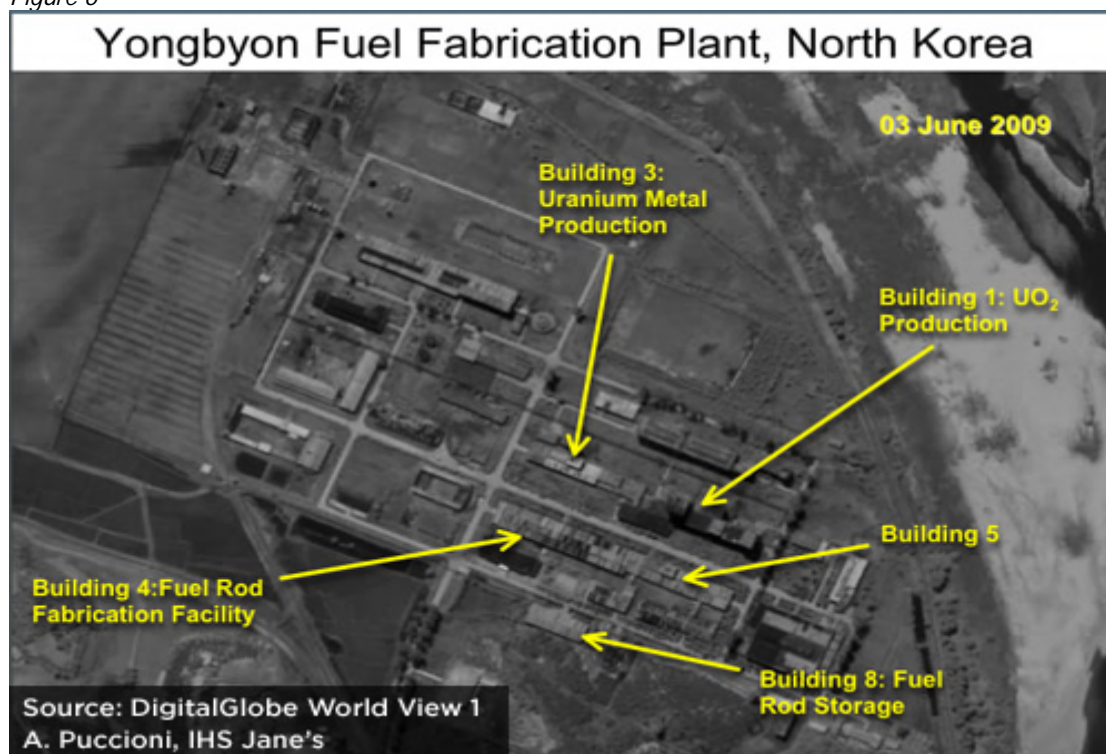 Yongbyon Fuel Fabrication Plant, North Korea
03 June 2009
Building 3:
Uranium Metal
Production
Building 1: UO₂
Production
Building 5
Building 4:Fuel Rod
Fabrication Facility
Building 8: Fuel
Rod Storage
Source: DigitalGlobe World View 1
A. Puccioni, IHS Jane's